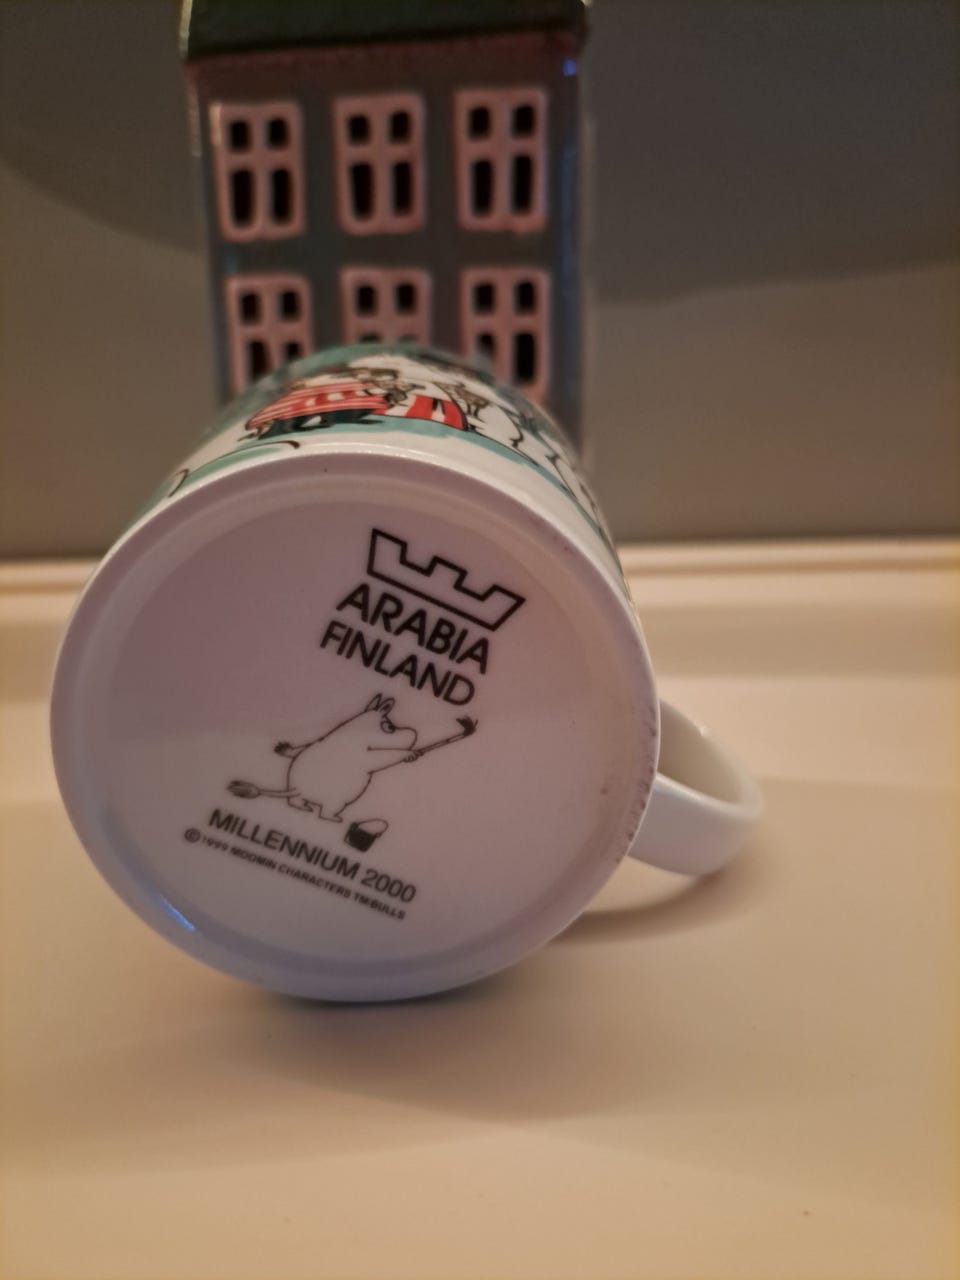 ARABIA
FINLAND
MILLENNIUM 2000
©1999 MOOMIN CHARACTERS TM/BULLS